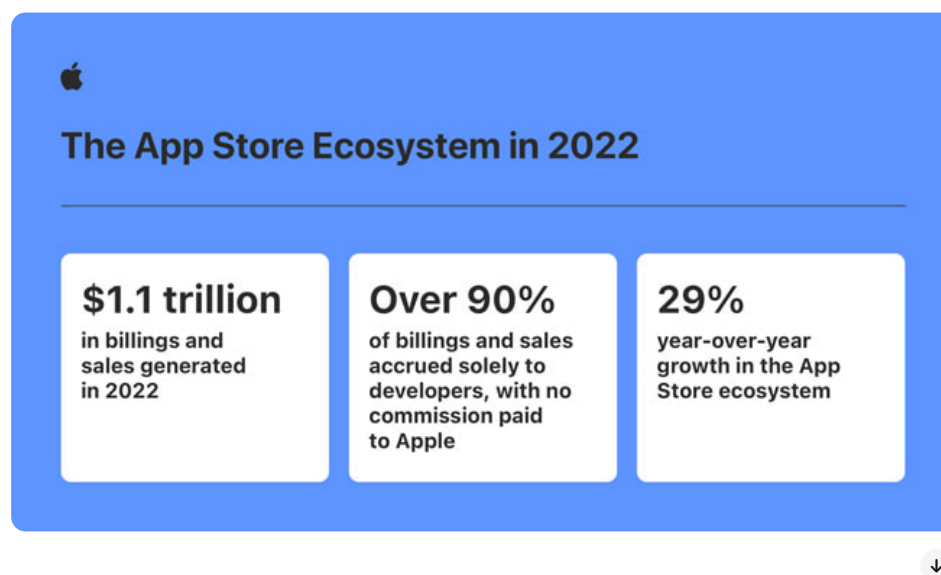 The App Store Ecosystem in 2022
$1.1 trillion
in billings and
sales generated
in 2022
Over 90%
of billings and sales
accrued solely to
developers, with no
commission paid
to Apple
29%
year-over-year
growth in the App
Store ecosystem